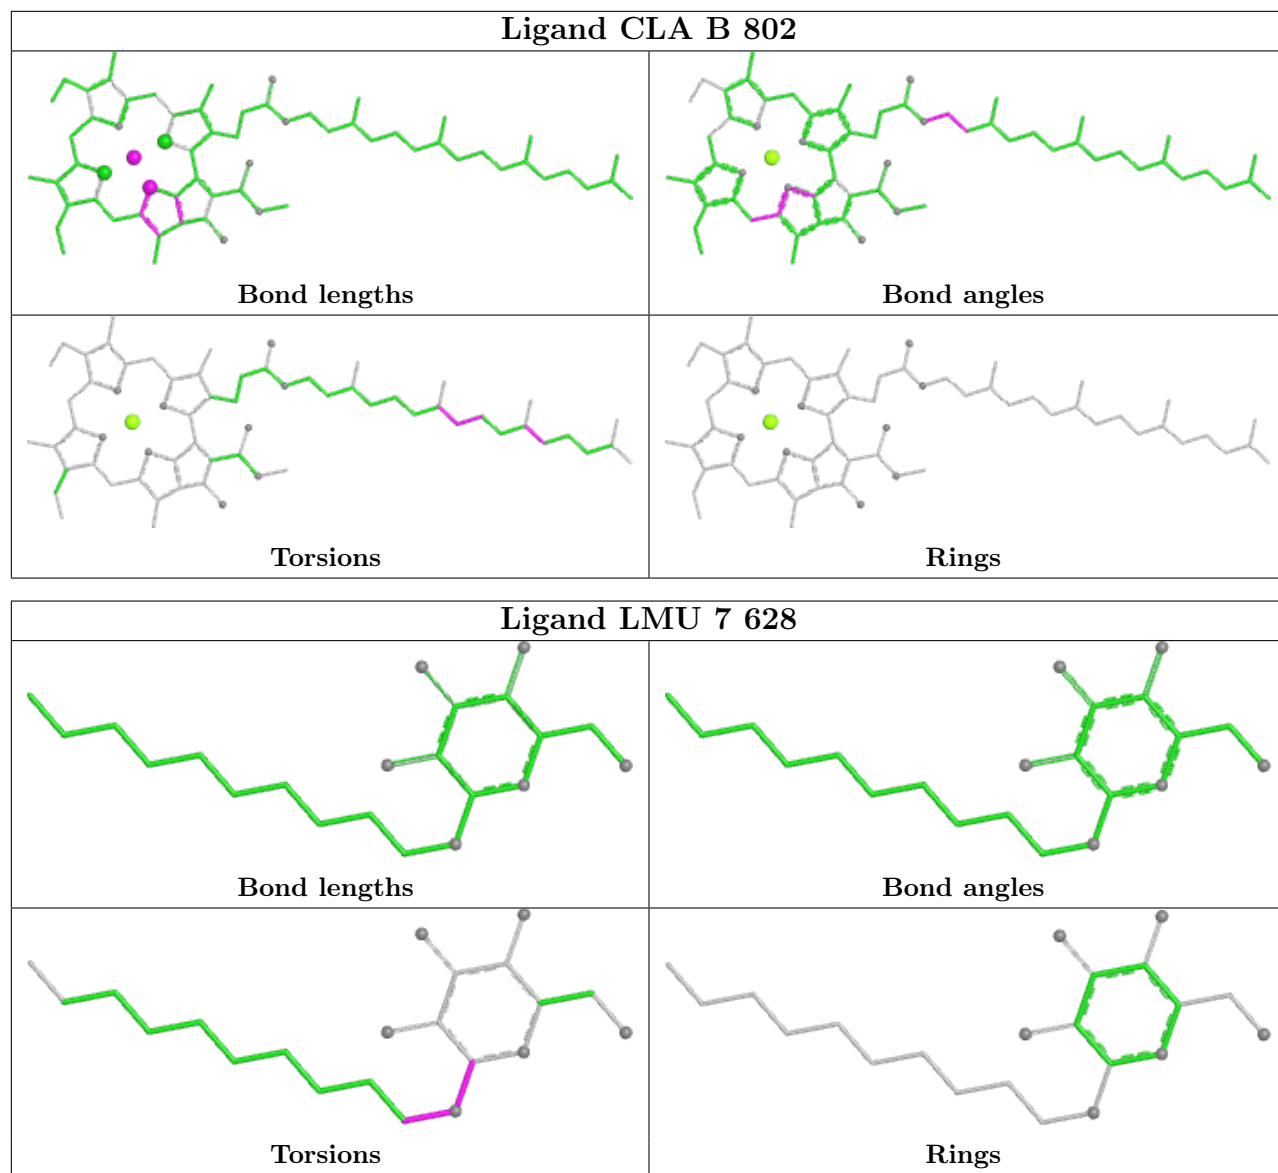 Ligand CLA B 802
Bond lengths
Bond angles
Torsions
Rings
Ligand LMU 7 628
Bond lengths
Bond angles
Torsions
Rings